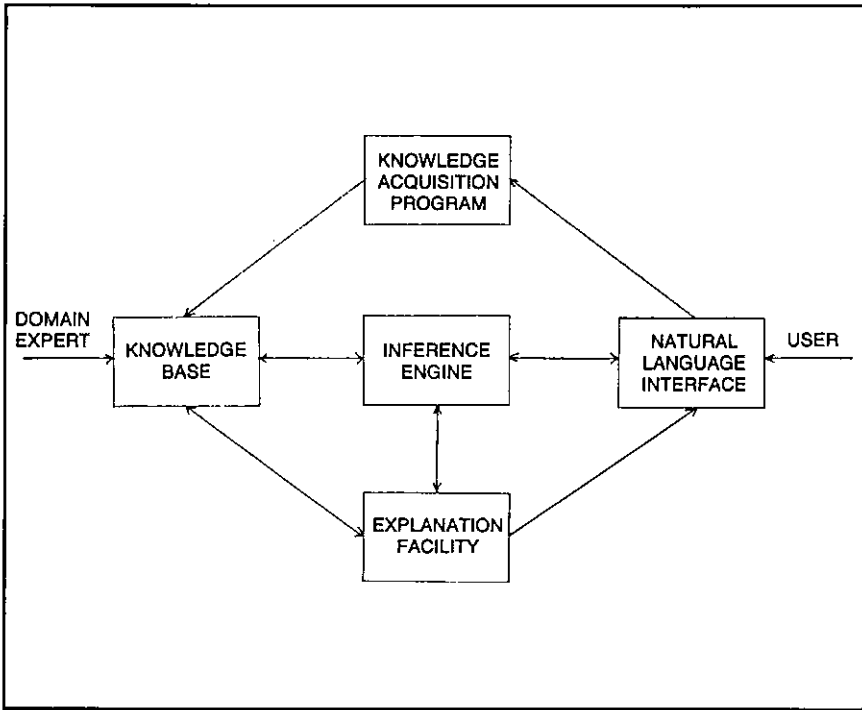 KNOWLEDGE
ACQUISITION
PROGRAM
DOMAIN
EXPERT
KNOWLEDGE
BASE
INFERENCE
ENGINE
NATURAL
LANGUAGE
INTERFACE
USER
EXPLANATION
FACILITY